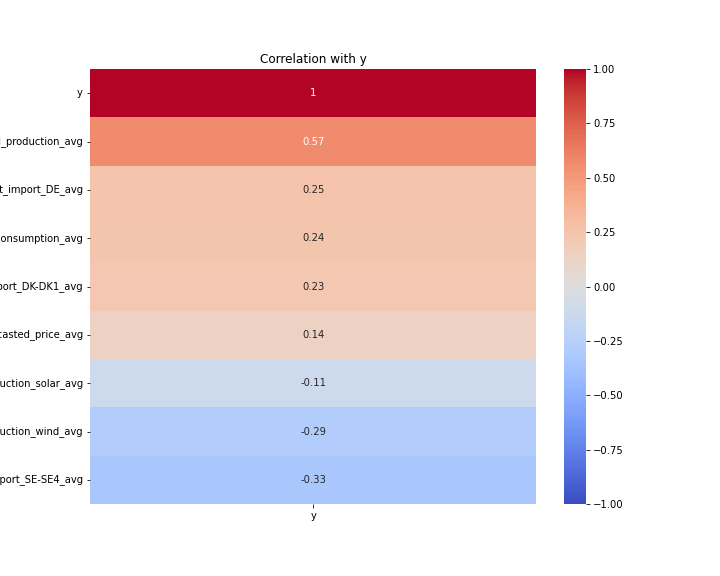 Correlation with y
y
1
_production_avg
0.57
t_import_DE_avg
0.25
onsumption_avg
0.24
port_DK-DK1_avg
0.23
casted_price_avg
0.14
uction_solar_avg
-0.11
uction_wind_avg
-0.29
port_SE-SE4_avg
-0.33
y
1.00
0.75
0.50
0.25
0.00
−0.25
−0.50
−0.75
−1.00